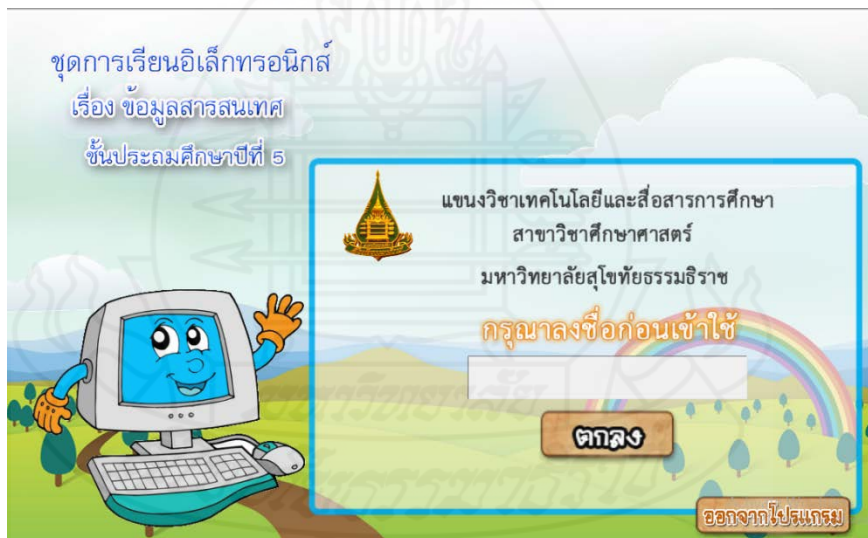 ชุดการเรียนอิเล็กทรอนิกส์
เรื่อง ข้อมูลสารสนเทศ
ชั้นประถมศึกษาปีที่ 5
แขนงวิชาเทคโนโลยีและสื่อสารการศึกษา
สาขาวิชาศึกษาศาสตร์
มหาวิทยาลัยสุโขทัยธรรมธิราช
กรุณาลงชื่อก่อนเข้าใช้
ตกลง
ออกจากโปรแกรม